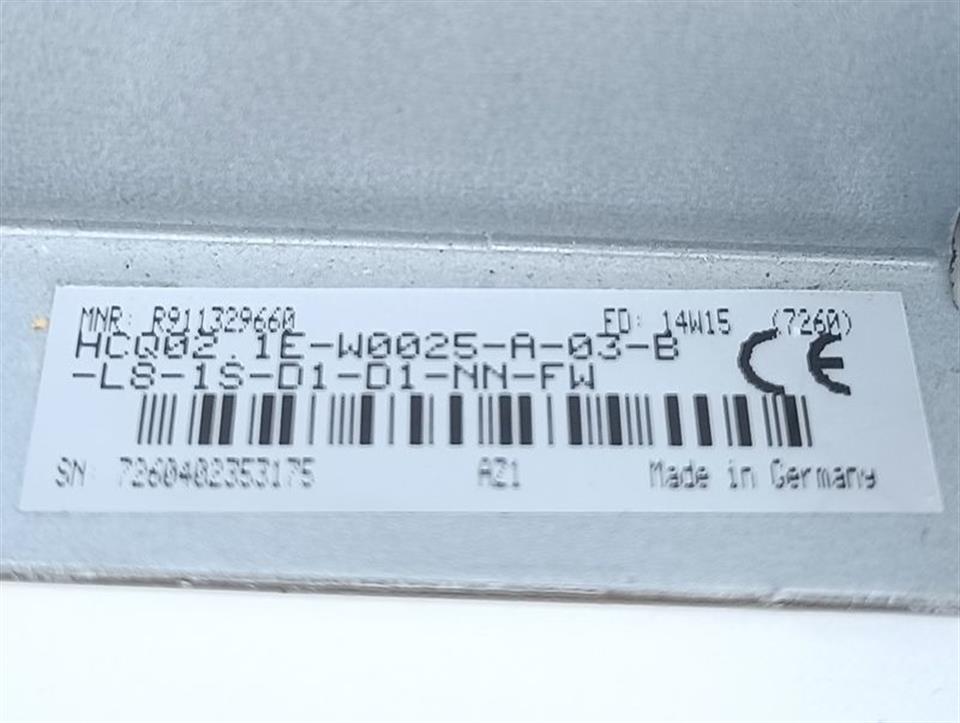 MNR: R911329660 FD: 14W15 (7260)
HCQ02.1E-W0025-A-03-B
-L8-1S-D1-D1-NN-FW
CE
SN: 7260402353175 AZ1 Made in Germany